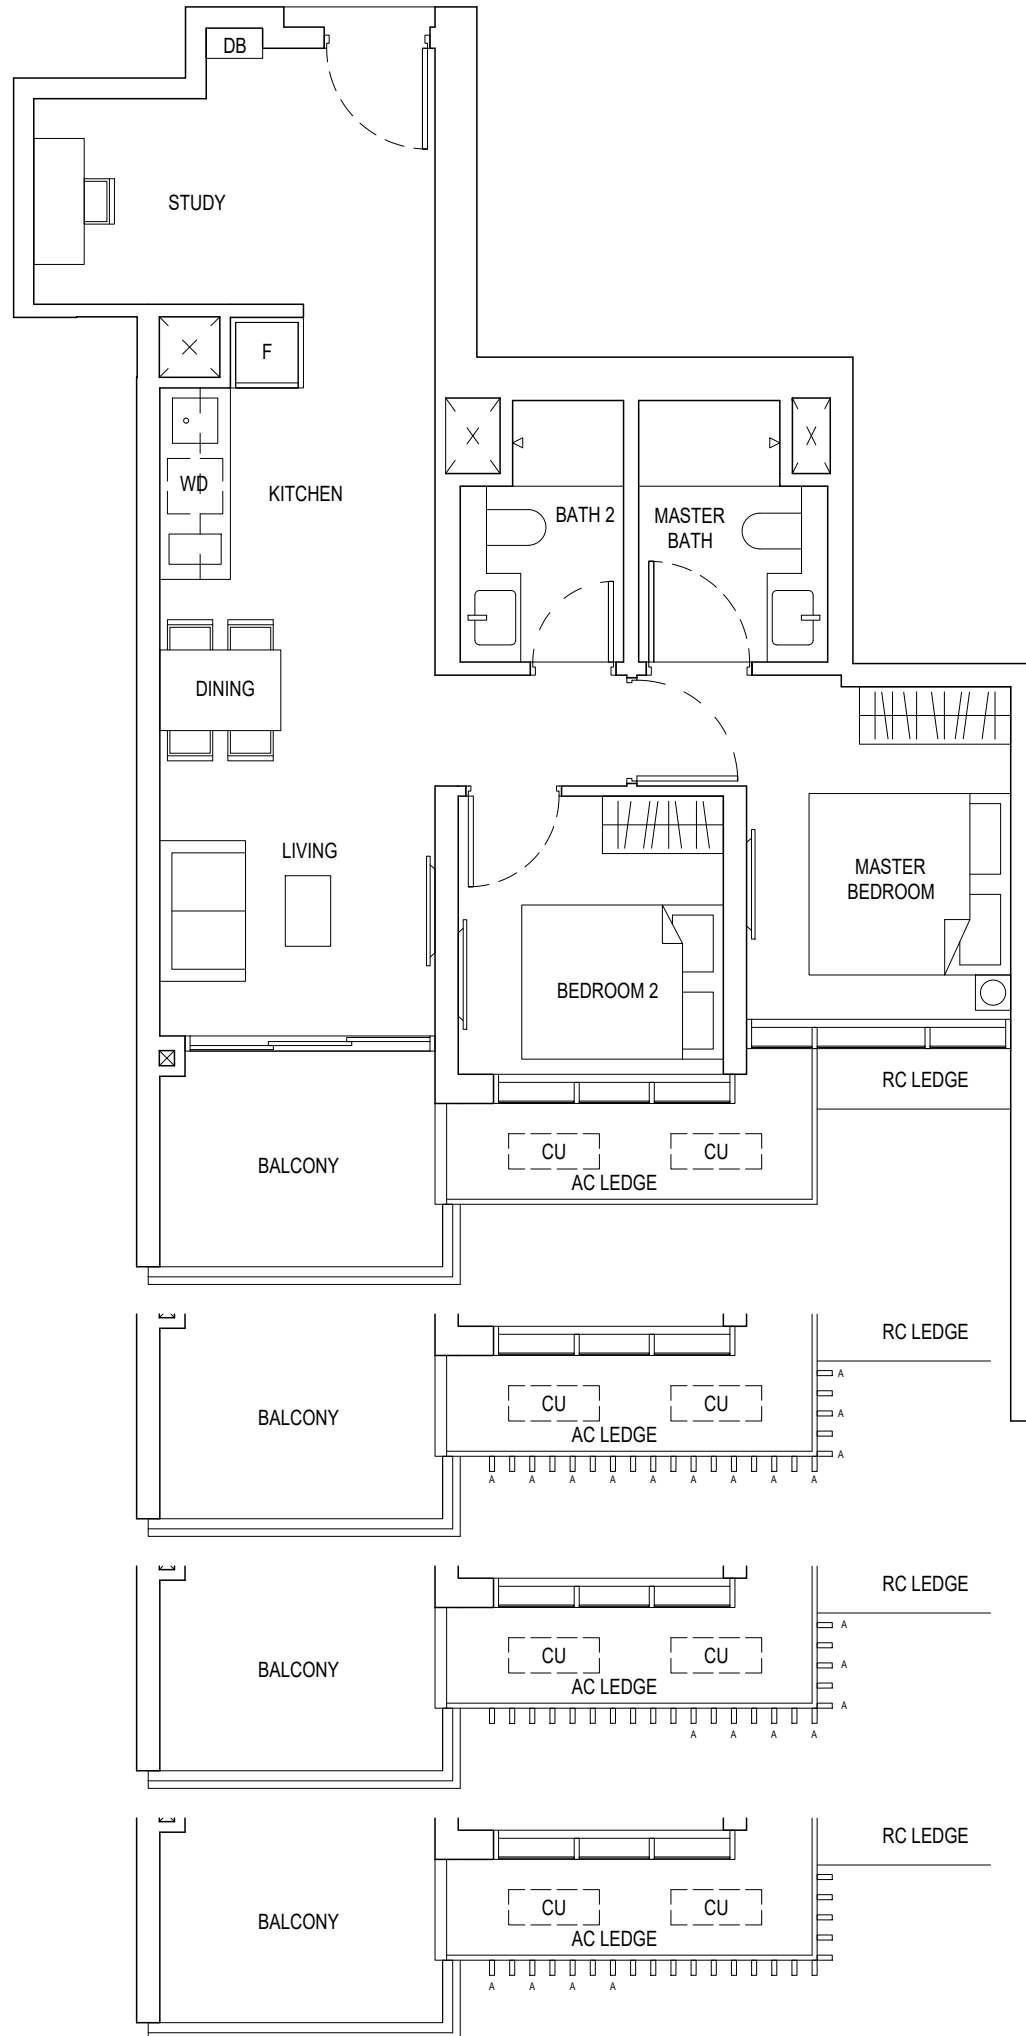 DB
STUDY
F
WD
KITCHEN
BATH 2
MASTER
BATH
DINING
LIVING
MASTER
BEDROOM
BEDROOM 2
RC LEDGE
BALCONY
CU
CU
AC LEDGE
RC LEDGE
A
BALCONY
CU
CU
A
AC LEDGE
A
A
A
A
A
A
A
A
A
A
RC LEDGE
A
BALCONY
CU
CU
A
AC LEDGE
A
A
A
A
A
RC LEDGE
BALCONY
CU
CU
AC LEDGE
A
A
A
A